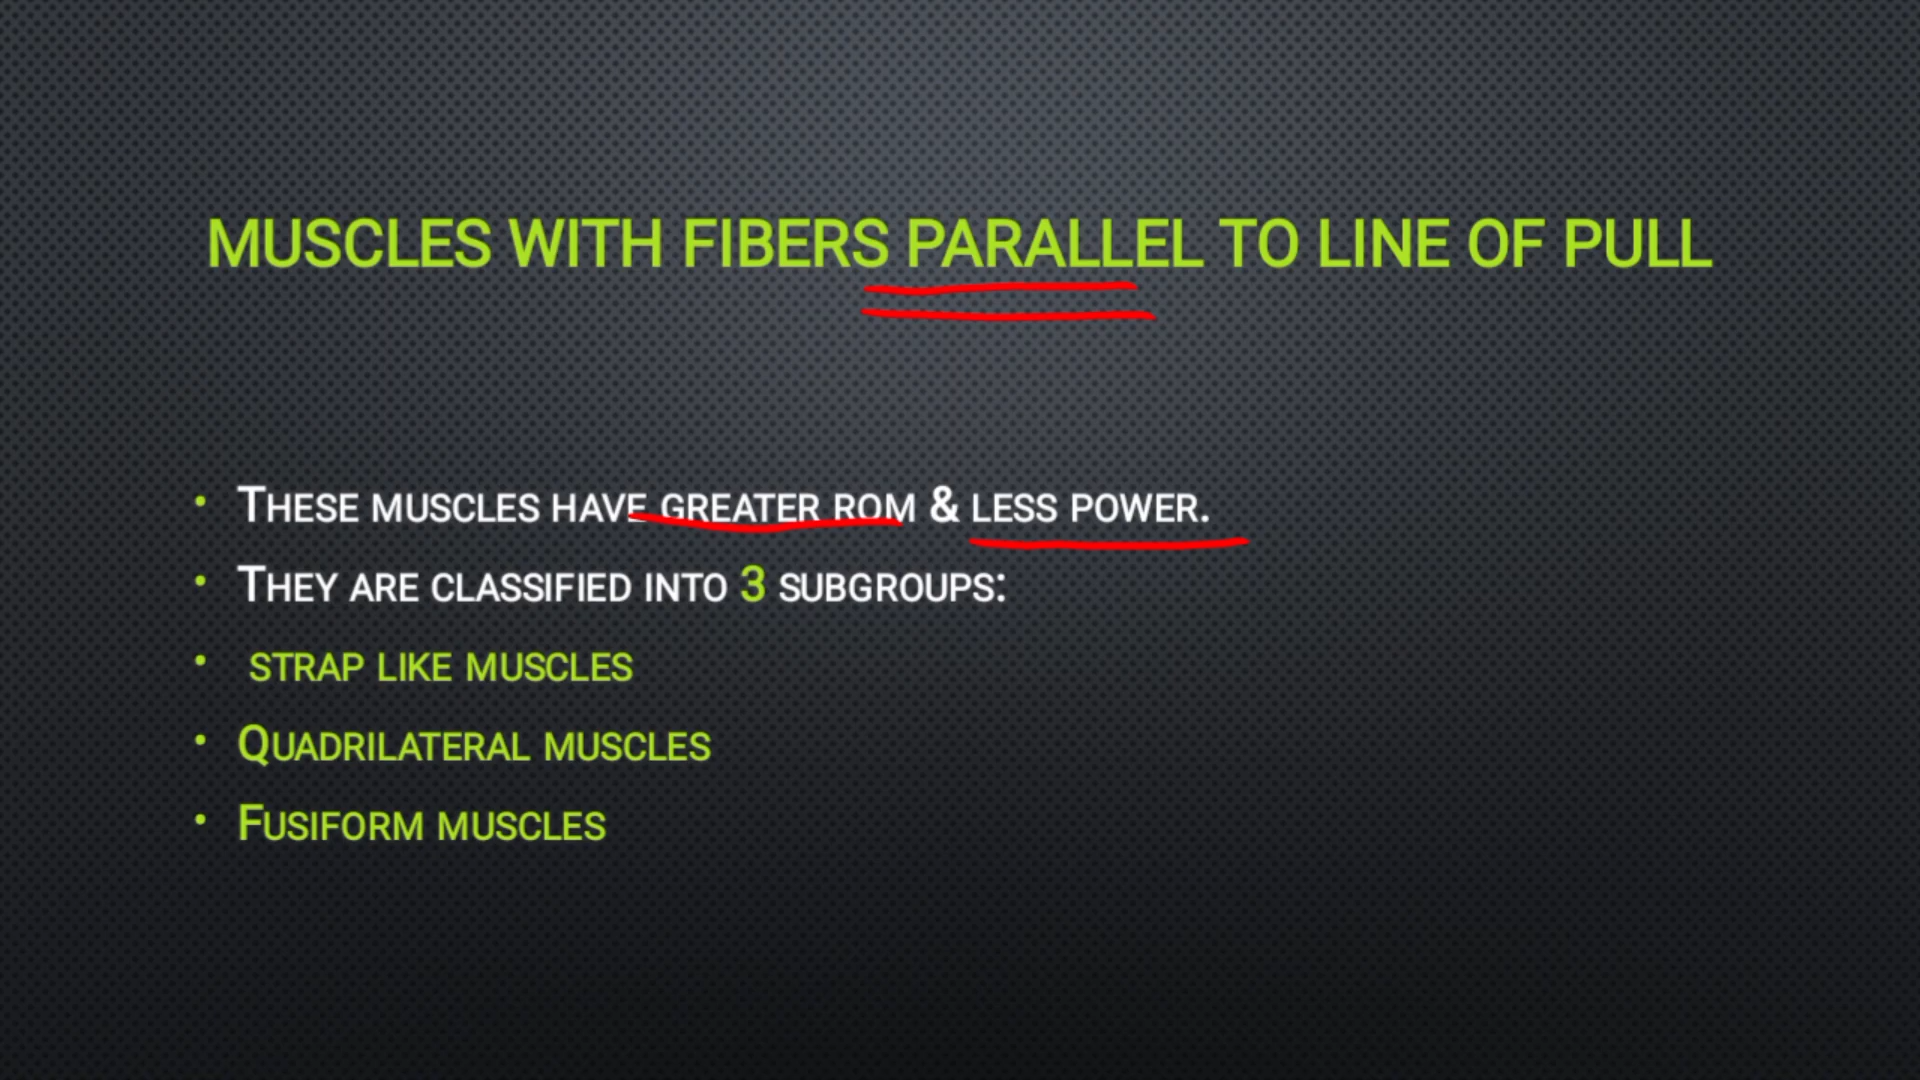 MUSCLES WITH FIBERS PARALLEL TO LINE OF PULL
• THESE MUSCLES HAVE GREATER ROM & LESS POWER.
• THEY ARE CLASSIFIED INTO 3 SUBGROUPS:
• STRAP LIKE MUSCLES
• QUADRILATERAL MUSCLES
• FUSIFORM MUSCLES